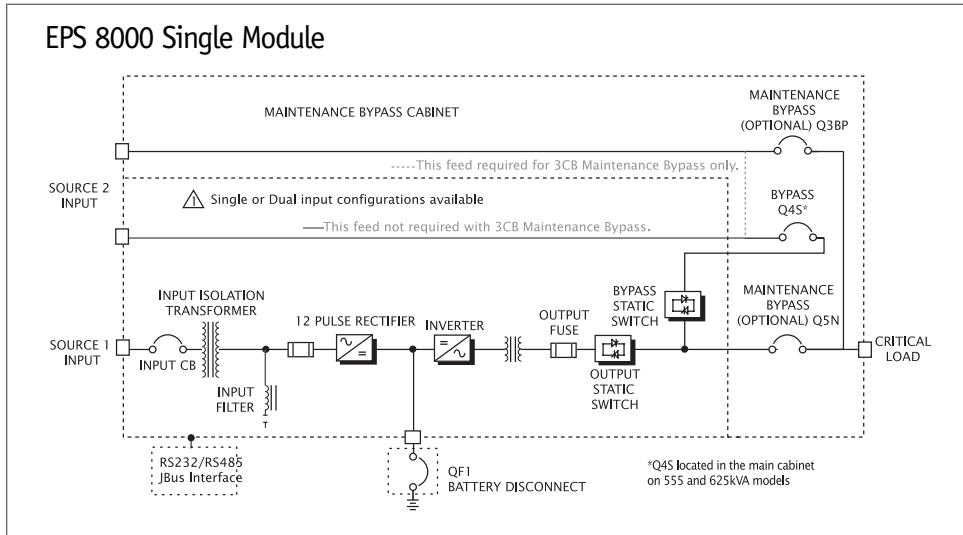 EPS 8000 Single Module
MAINTENANCE BYPASS CABINET
MAINTENANCE
BYPASS
(OPTIONAL) Q3BP
-----This feed required for 3CB Maintenance Bypass only.
SOURCE 2
INPUT
1 Single or Dual input configurations available
BYPASS
Q4S*
—This feed not required with 3CB Maintenance Bypass.
INPUT ISOLATION
TRANSFORMER
12 PULSE RECTIFIER
INVERTER
OUTPUT
FUSE
BYPASS
STATIC
SWITCH
MAINTENANCE
BYPASS
(OPTIONAL) Q5N
SOURCE 1
INPUT
INPUT CB
CRITICAL
LOAD
INPUT
FILTER
OUTPUT
STATIC
SWITCH
RS232/RS485
JBus Interface
QF1
BATTERY DISCONNECT
*Q4S located in the main cabinet
on 555 and 625kVA models